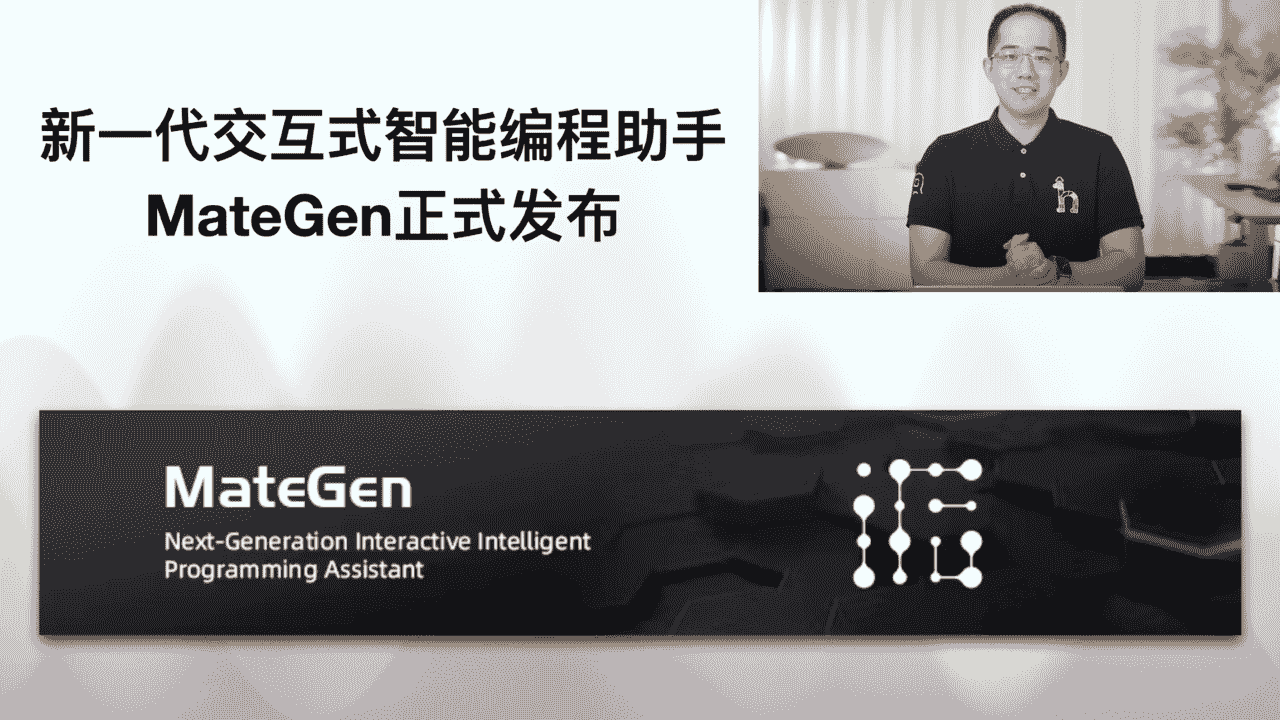 新一代交互式智能编程助手
MateGen正式发布
MateGen
Next-Generation Interactive Intelligent
Programming Assistant